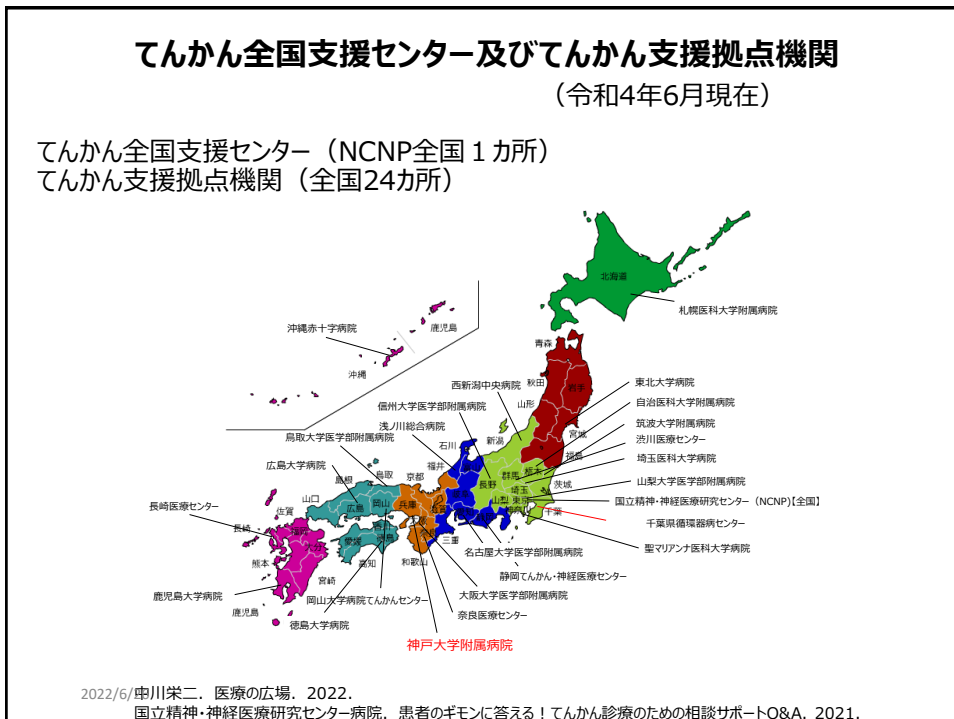 てんかん全国支援センター及びてんかん支援拠点機関
（令和4年6月現在）
てんかん全国支援センター（NCNP全国１カ所）
てんかん支援拠点機関（全国24カ所）
北海道
札幌医科大学附属病院
鹿児島
沖縄赤十字病院
沖縄
青森
秋田
岩手
西新潟中央病院
東北大学病院
信州大学医学部附属病院
山形
自治医科大学附属病院
浅ノ川総合病院
筑波大学附属病院
鳥取大学医学部附属病院
石川
新潟
宮城
渋川医療センター
福島
埼玉医科大学病院
広島大学病院
鳥取
京都
福井
群馬
栃木
茨城
山梨大学医学部附属病院
島根
長野
埼玉
長崎医療センター
山口
広島
岡山
兵庫
滋賀
岐阜
山梨
東京
国立精神・神経医療研究センター（NCNP)【全国】
佐賀
神奈川
千葉
千葉県循環器病センター
長崎
福岡
大分
愛媛
香川
徳島
大阪
三重
聖マリアンナ医科大学病院
名古屋大学医学部附属病院
熊本
高知
和歌山
宮崎
静岡てんかん・神経医療センター
鹿児島大学病院
岡山大学病院てんかんセンター
大阪大学医学部附属病院
鹿児島
奈良医療センター
徳島大学病院
神戸大学附属病院
2022/6/
中川栄二．医療の広場．2022．
国立精神・神経医療研究センター病院．患者のギモンに答える！てんかん診療のための相談サポートQ&A．2021．